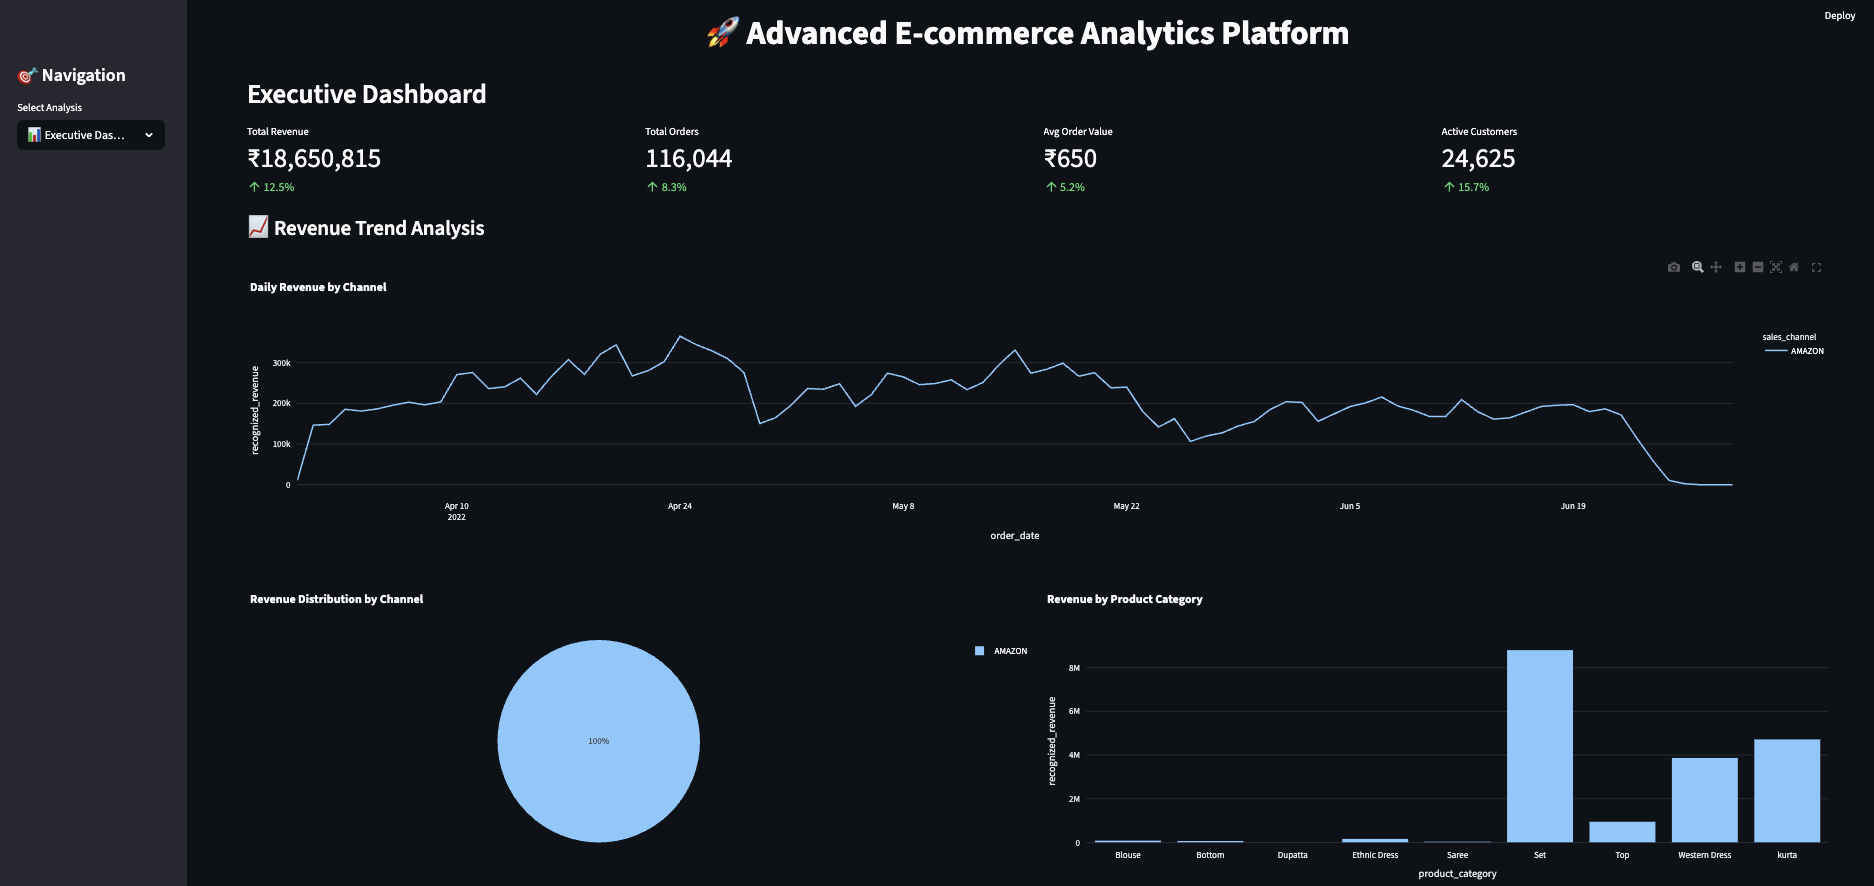 Deploy
🚀 Advanced E-commerce Analytics Platform
🎯 Navigation
Select Analysis
📊 Executive Das...
Executive Dashboard
Total Revenue
₹18,650,815
↑ 12.5%
Total Orders
116,044
↑ 8.3%
Avg Order Value
₹650
↑ 5.2%
Active Customers
24,625
↑ 15.7%
📈 Revenue Trend Analysis
Daily Revenue by Channel
recognized_revenue
300k
200k
100k
0
Apr 10
2022
Apr 24
May 8
May 22
Jun 5
Jun 19
order_date
sales_channel
AMAZON
Revenue Distribution by Channel
100%
AMAZON
Revenue by Product Category
recognized_revenue
8M
6M
4M
2M
0
Blouse
Bottom
Dupatta
Ethnic Dress
Saree
Set
Top
Western Dress
kurta
product_category